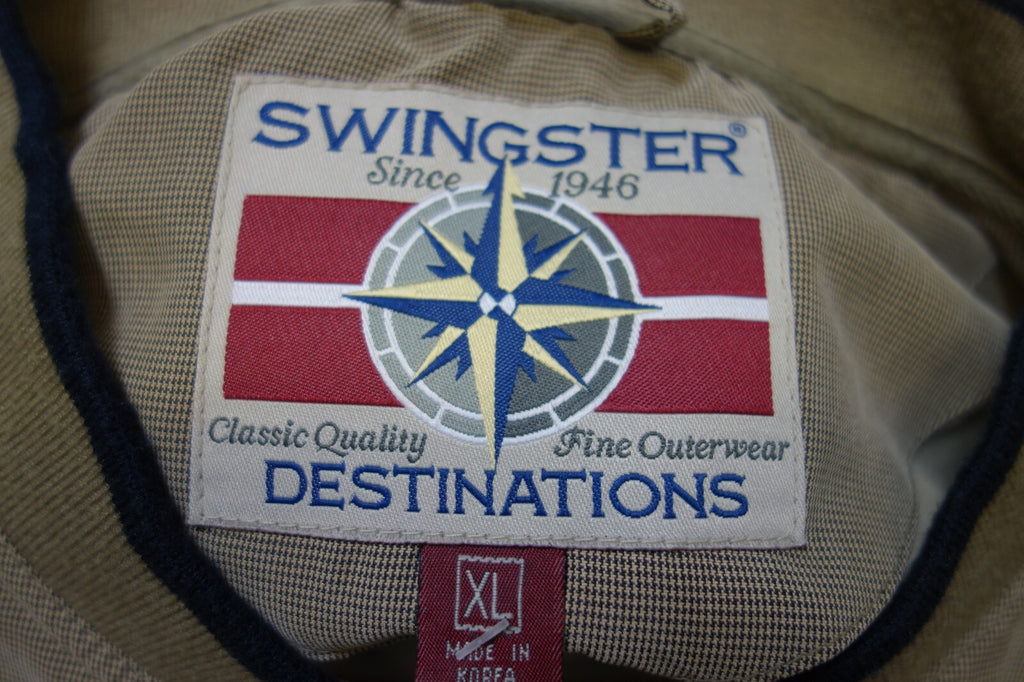 SWINGSTER®
Since 1946
Classic Quality Fine Outerwear
DESTINATIONS
XL
MADE IN
KOREA